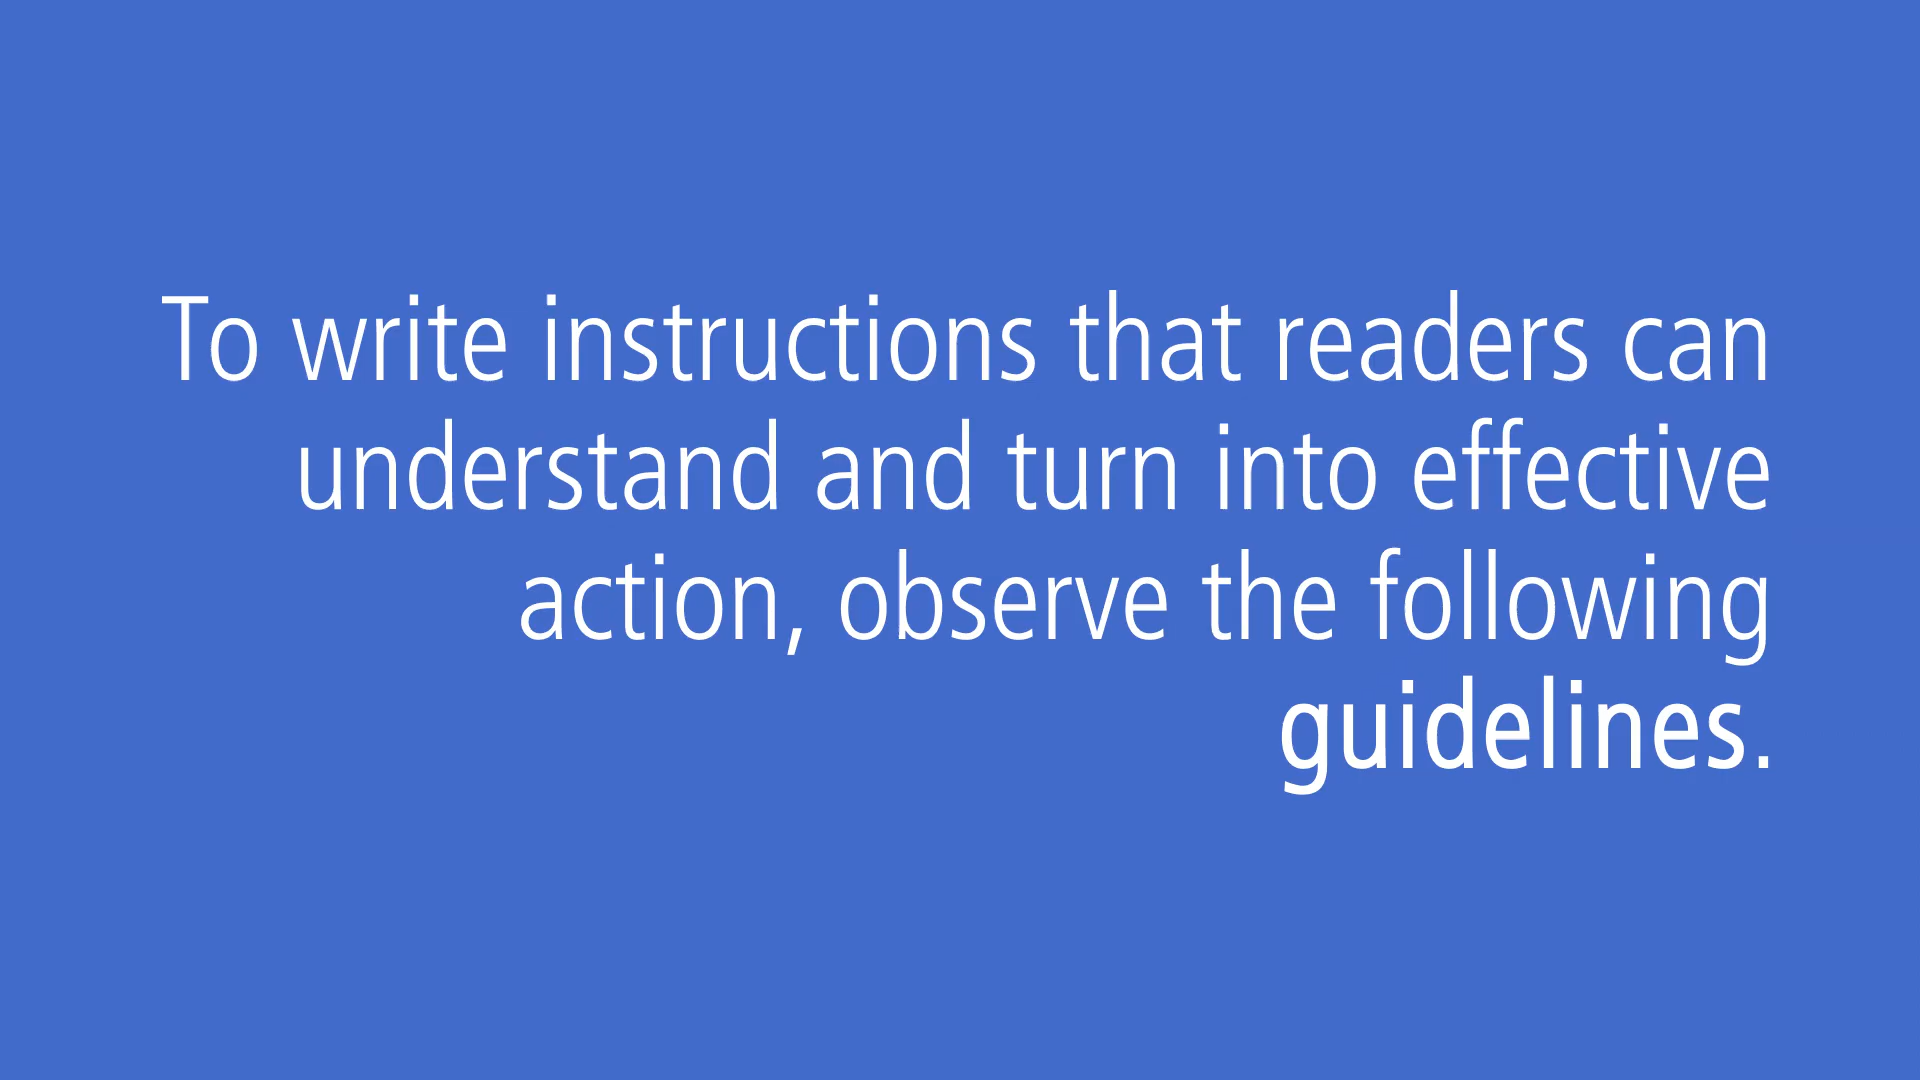 To write instructions that readers can
understand and turn into effective
action, observe the following
guidelines.